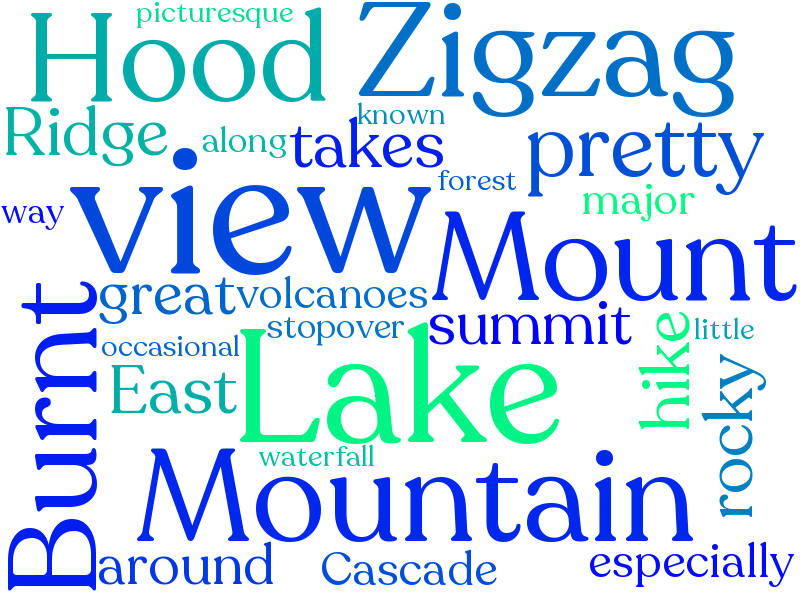 picturesque
Hood
Zigzag
Ridge
along
takes
known
pretty
forest
way
view
major
Mount
great
volcanoes
stopover
summit
occasional
Burnt
East
Lake
hike
little
rocky
waterfall
Mountain
around
Cascade
especially